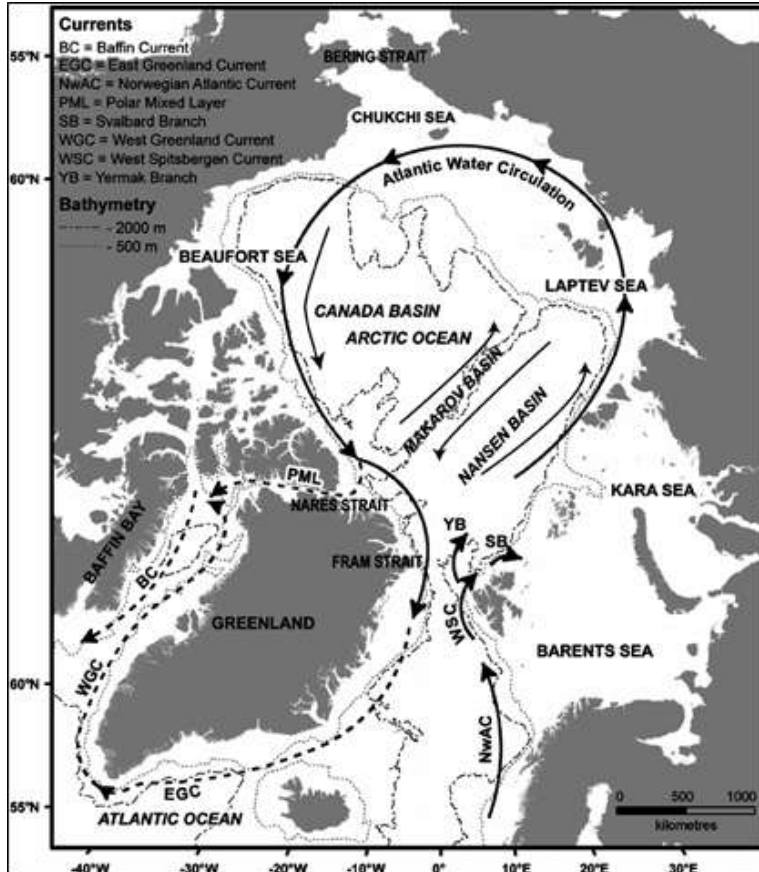 Currents
BC = Baffin Current
EGC = East Greenland Current
NwAC = Norwegian Atlantic Current
PML = Polar Mixed Layer
SB = Svalbard Branch
WGC = West Greenland Current
WSC = West Spitsbergen Current
YB = Yermak Branch
Bathymetry
- 2000 m
- 500 m
55°N
BERING STRAIT
CHUKCHI SEA
60°N
Atlantic Water Circulation
BEAUFORT SEA
LAPTEV SEA
CANADA BASIN
ARCTIC OCEAN
MAKAROV BASIN
NANSEN BASIN
PML
NARES STRAIT
KARA SEA
BAFFIN BAY
YB
SB
FRAM STRAIT
BC
WSC
GREENLAND
BARENTS SEA
WGC
60°N
60°N
NwAC
EGC
55°N
55°N
ATLANTIC OCEAN
0 500 1000
kilometres
-40°W -30°W -20°W -10°W 0° 10°E 20°E 30°E